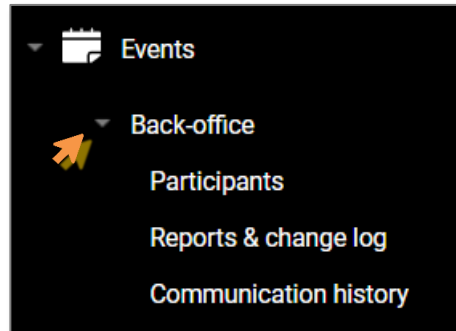 Events
Back-office
Participants
Reports & change log
Communication history